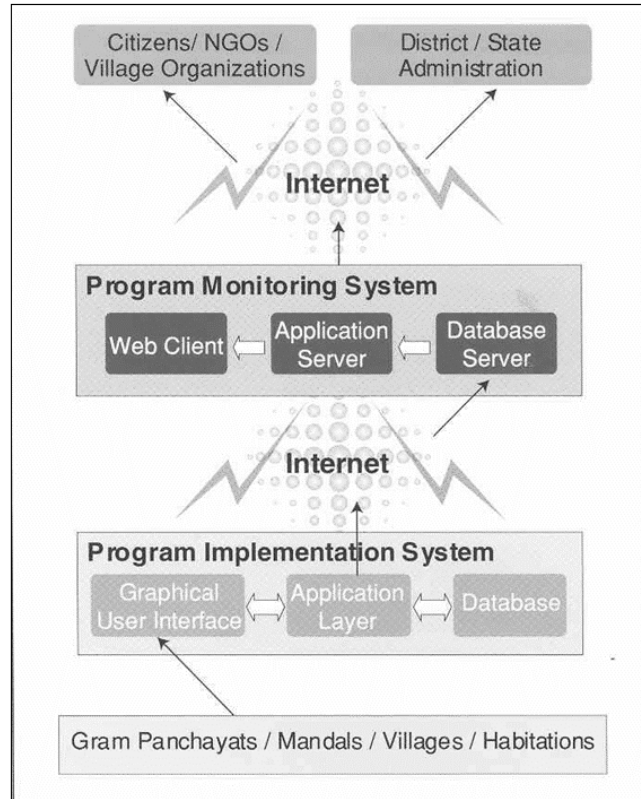 Citizens/ NGOs /
Village Organizations
District / State
Administration
Internet
Program Monitoring System
Web Client
Application
Server
Database
Server
Internet
Program Implementation System
Graphical
User Interface
Application
Layer
Database
Gram Panchayats / Mandals / Villages / Habitations